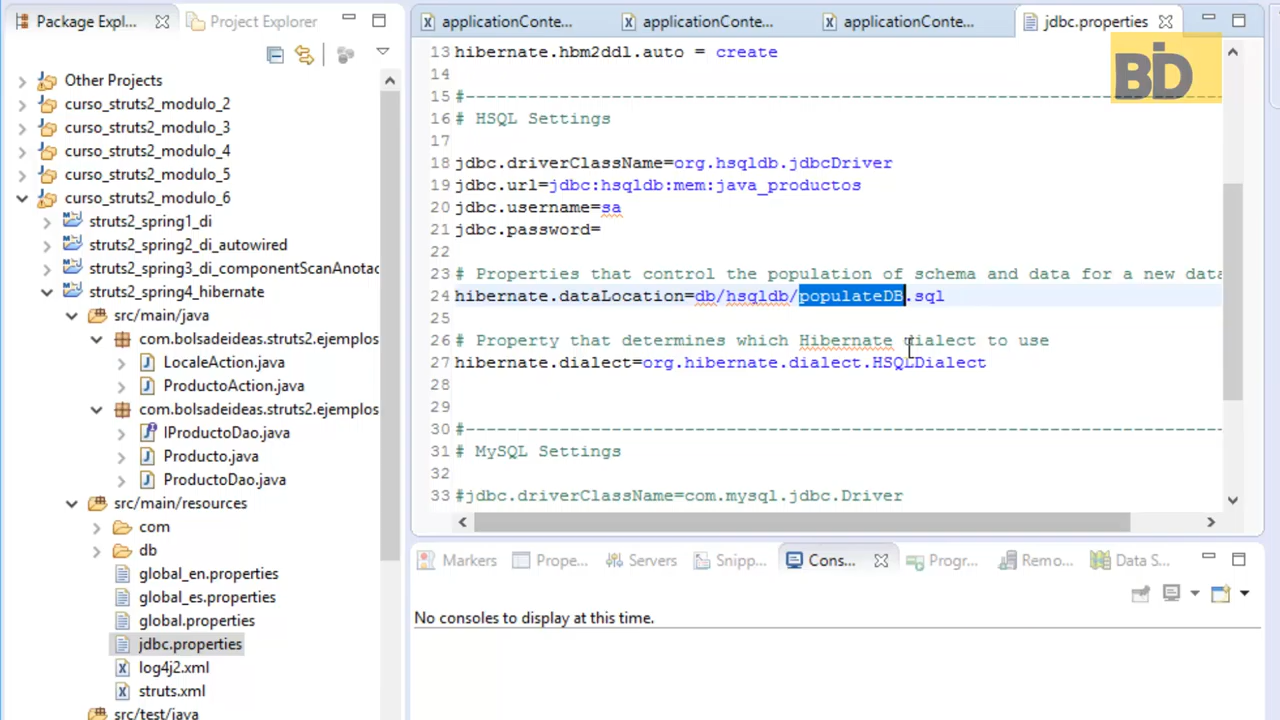 Package Expl...
Project Explorer
Other Projects
curso_struts2_modulo_2
curso_struts2_modulo_3
curso_struts2_modulo_4
curso_struts2_modulo_5
curso_struts2_modulo_6
struts2_spring1_di
struts2_spring2_di_autowired
struts2_spring3_di_componentScanAnotac
struts2_spring4_hibernate
src/main/java
com.bolsadeideas.struts2.ejemplos
LocaleAction.java
ProductoAction.java
com.bolsadeideas.struts2.ejemplos
IProductoDao.java
Producto.java
ProductoDao.java
src/main/resources
com
db
global_en.properties
global_es.properties
global.properties
jdbc.properties
log4j2.xml
struts.xml
src/test/java
applicationConte...
applicationConte...
applicationConte...
jdbc.properties
BD
13 hibernate.hbm2ddl.auto = create
14
15 #---------------------------------------------------------------
16 # HSQL Settings
17
18 jdbc.driverClassName=org.hsqldb.jdbcDriver
19 jdbc.url=jdbc:hsqldb:mem:java_productos
20 jdbc.username=sa
21 jdbc.password=
22
23 # Properties that control the population of schema and data for a new data
24 hibernate.dataLocation=db/hsqldb/populateDB.sql
25
26 # Property that determines which Hibernate dialect to use
27 hibernate.dialect=org.hibernate.dialect.HSQLDialect
28
29
30 #---------------------------------------------------------------
31 # MySQL Settings
32
33 #jdbc.driverClassName=com.mysql.jdbc.Driver
Markers
Prope...
Servers
Snipp...
Cons...
Progr...
Remo...
Data S...
No consoles to display at this time.